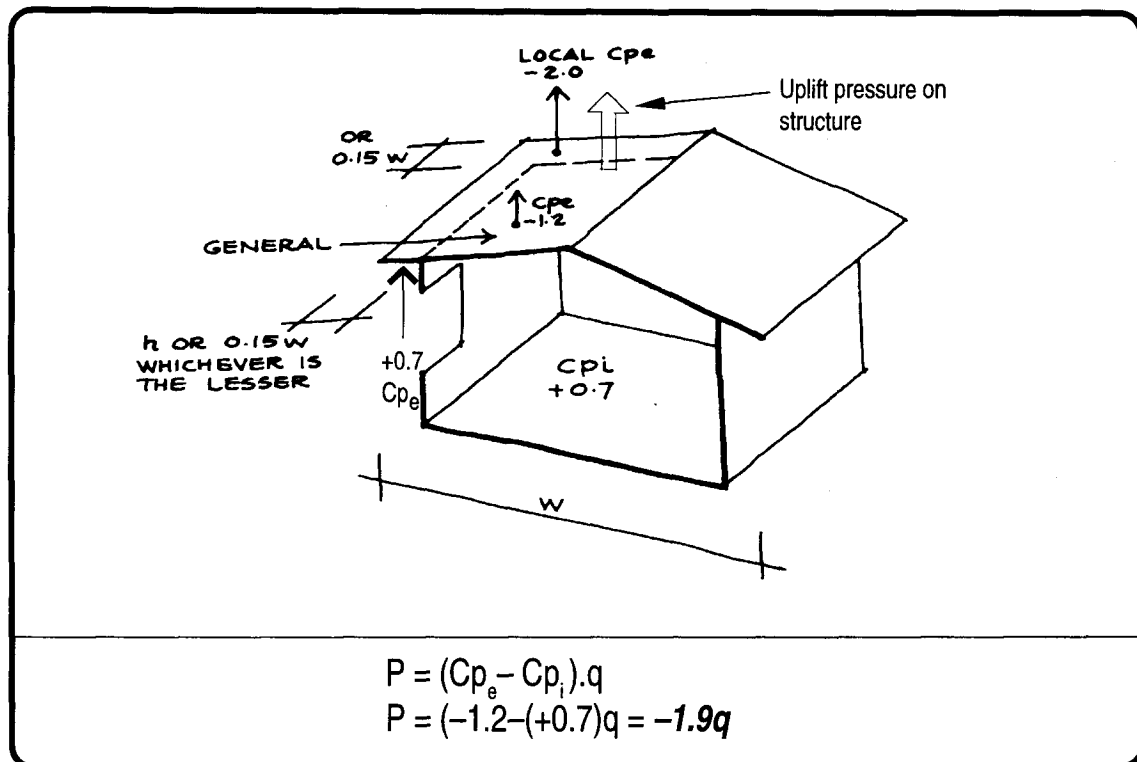 LOCAL Cpe
-2.0
Uplift pressure on
structure
OR
0.15 W
Cpe
-1.2
GENERAL
h OR 0.15 W
WHICHEVER IS
THE LESSER
+0.7
Cpe
CPi
+0.7
W
P = (Cpe – Cpi).q
P = (–1.2–(+0.7)q = –1.9q